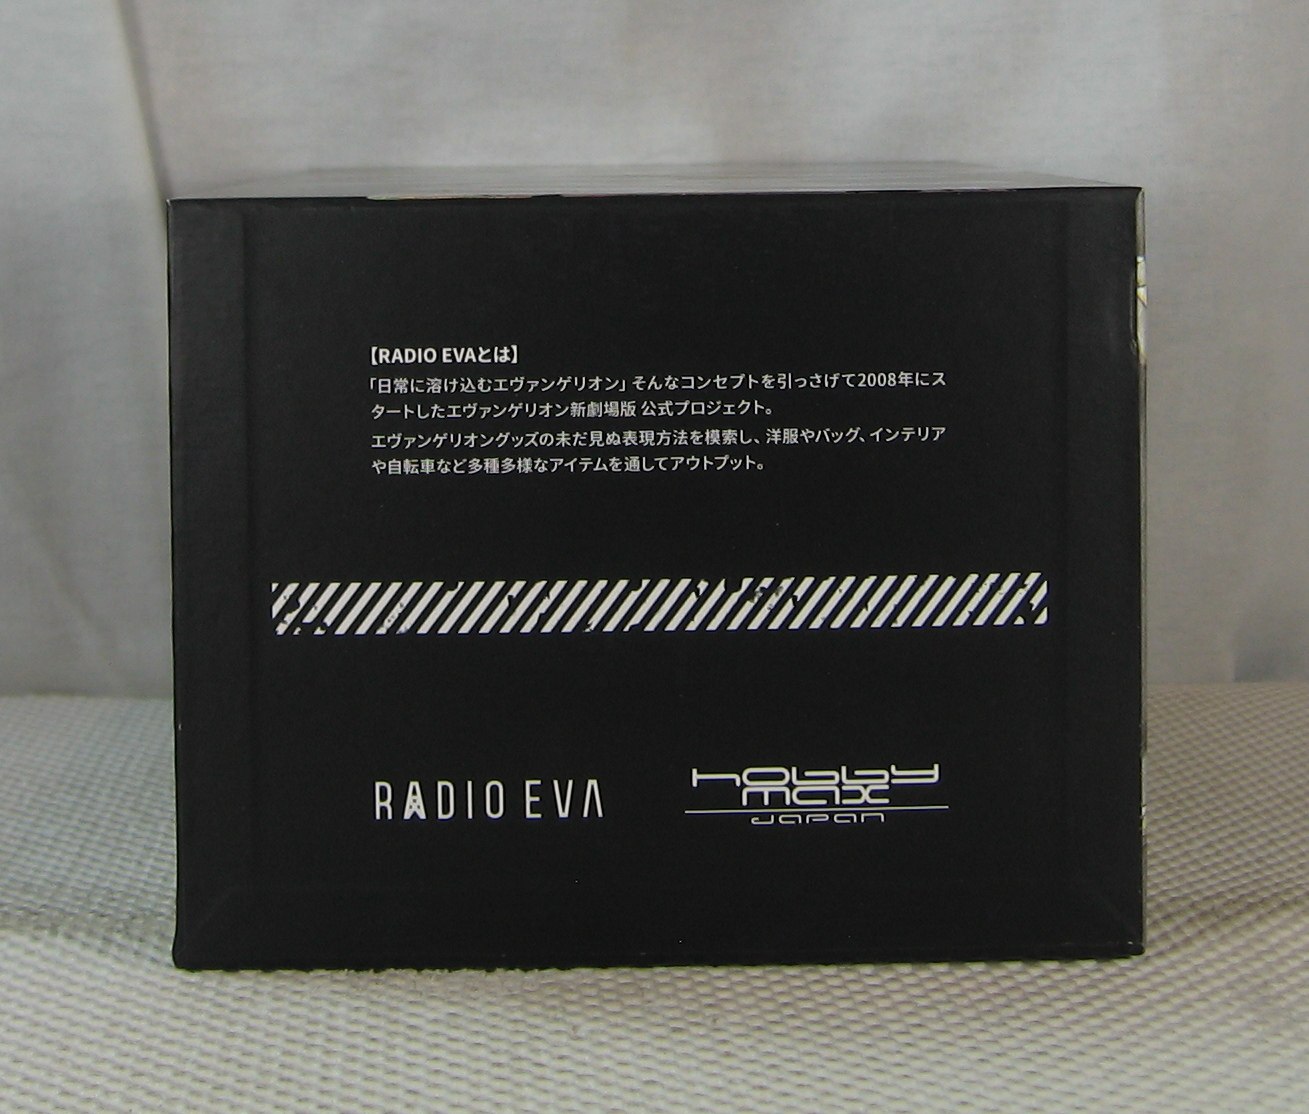 【RADIO EVAとは】
「日常に溶け込むエヴァンゲリオン」そんなコンセプトを引っさげて2008年にス
タートしたエヴァンゲリオン新劇場版 公式プロジェクト。
エヴァンゲリオングッズの未だ見ぬ表現方法を模索し、洋服やバッグ、インテリア
や自転車など多種多様なアイテムを通してアウトプット。
RADIO EVA
hobby
max
japan